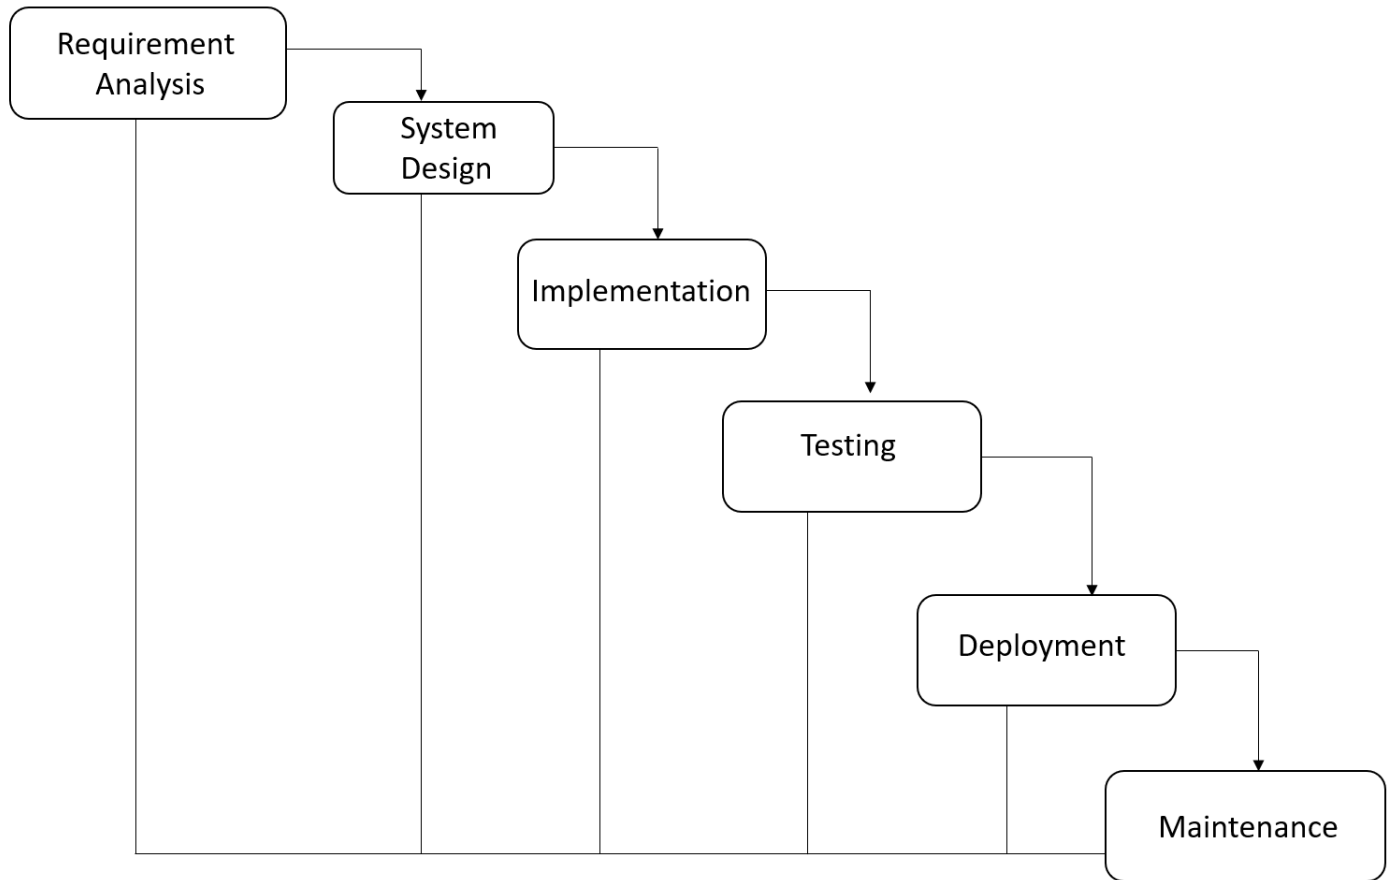 Requirement
Analysis
System
Design
Implementation
Testing
Deployment
Maintenance